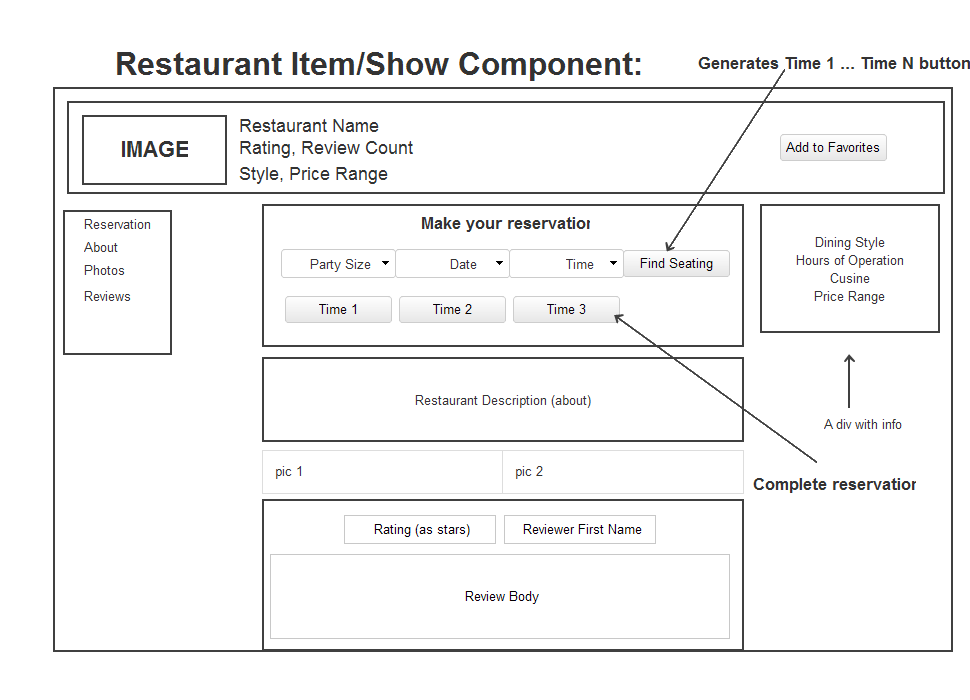 Restaurant Item/Show Component:
Generates Time 1 ... Time N button
IMAGE
Restaurant Name
Rating, Review Count
Style, Price Range
Add to Favorites
Reservation
About
Photos
Reviews
Make your reservation
Party Size
Date
Time
Find Seating
Time 1
Time 2
Time 3
Dining Style
Hours of Operation
Cusine
Price Range
A div with info
Restaurant Description (about)
pic 1
pic 2
Complete reservation
Rating (as stars)
Reviewer First Name
Review Body